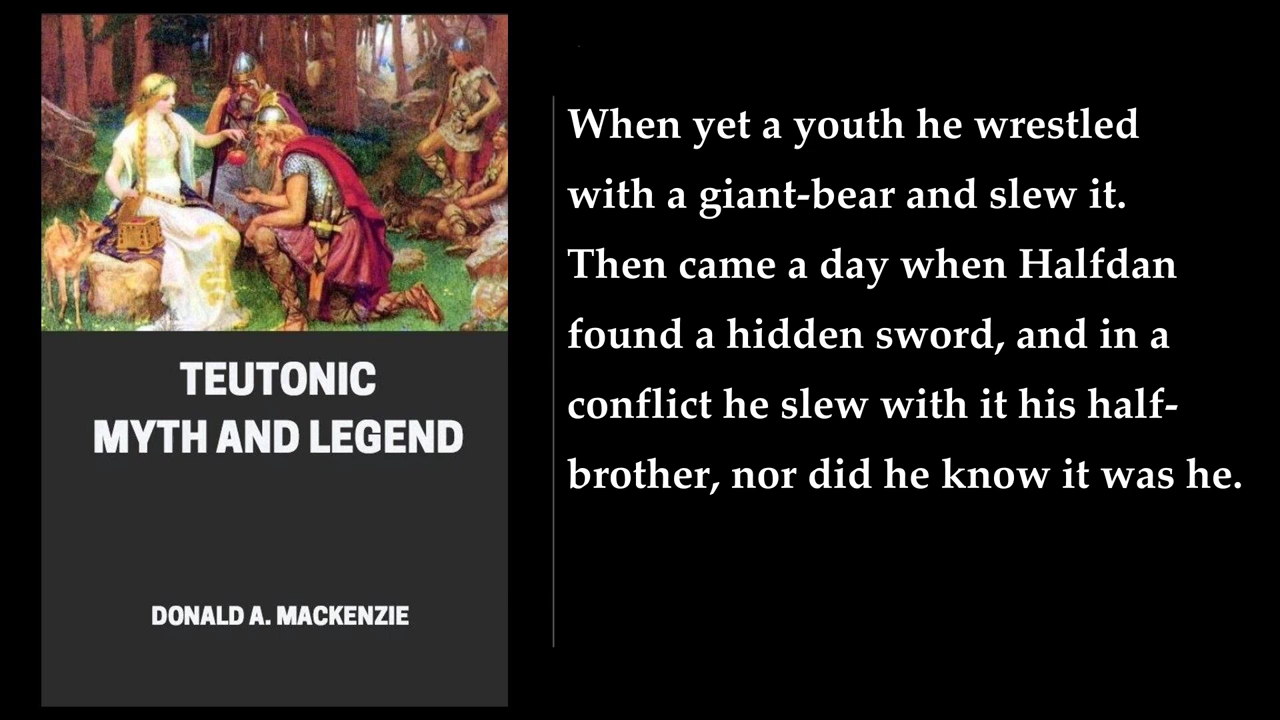 TEUTONIC
MYTH AND LEGEND
DONALD A. MACKENZIE
When yet a youth he wrestled
with a giant-bear and slew it.
Then came a day when Halfdan
found a hidden sword, and in a
conflict he slew with it his half-
brother, nor did he know it was he.